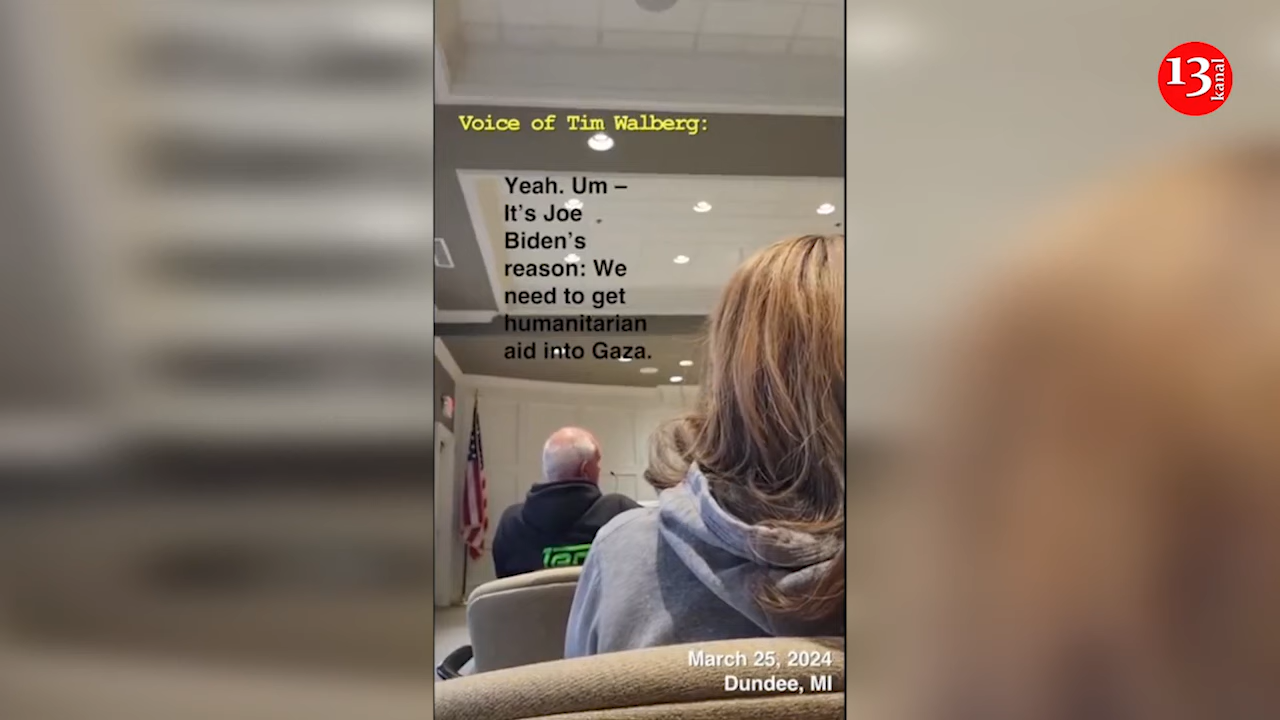 13
kanal
Voice of Tim Walberg:
Yeah. Um –
It’s Joe
Biden’s
reason: We
need to get
humanitarian
aid into Gaza.
March 25, 2024
Dundee, MI